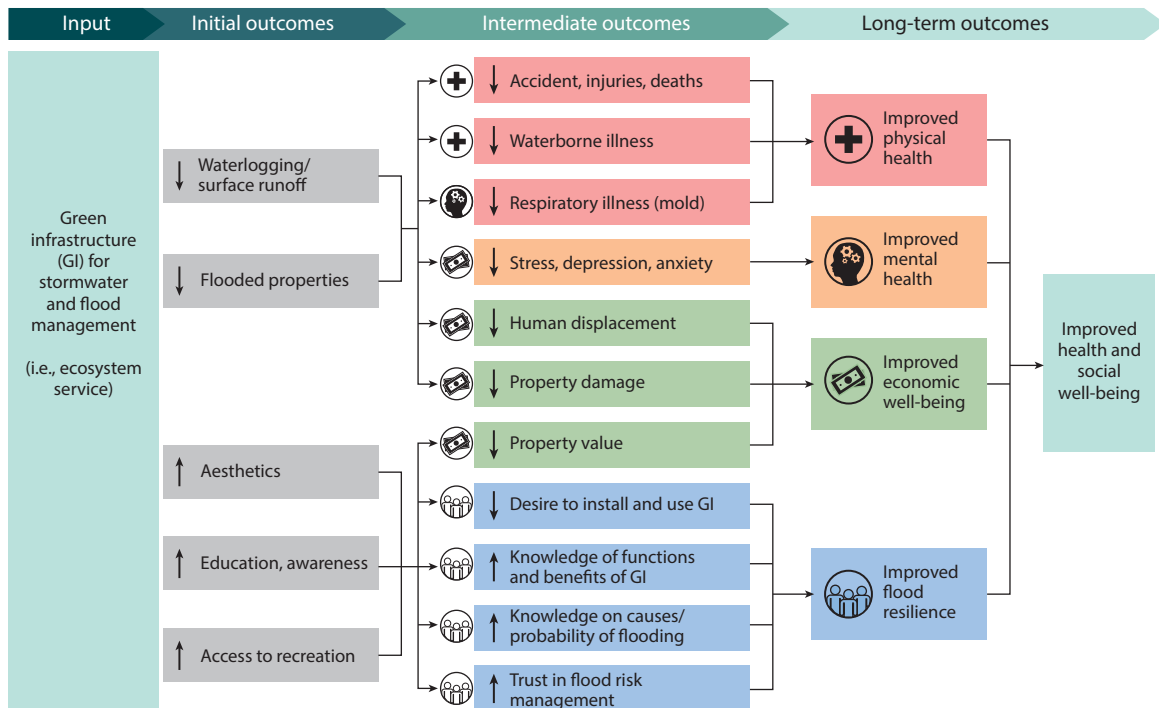 Input
Initial outcomes
Intermediate outcomes
Long-term outcomes
Green
infrastructure
(GI) for
stormwater
and flood
management
(i.e., ecosystem
service)
↓ Waterlogging/
surface runoff
↓ Flooded properties
↑ Aesthetics
↑ Education, awareness
↑ Access to recreation
↓ Accident, injuries, deaths
↓ Waterborne illness
↓ Respiratory illness (mold)
↓ Stress, depression, anxiety
↓ Human displacement
↓ Property damage
↓ Property value
↓ Desire to install and use GI
↑ Knowledge of functions
and benefits of GI
↑ Knowledge on causes/
probability of flooding
↑ Trust in flood risk
management
Improved
physical
health
Improved
mental
health
Improved
economic
well-being
Improved
flood
resilience
Improved
health and
social
well-being